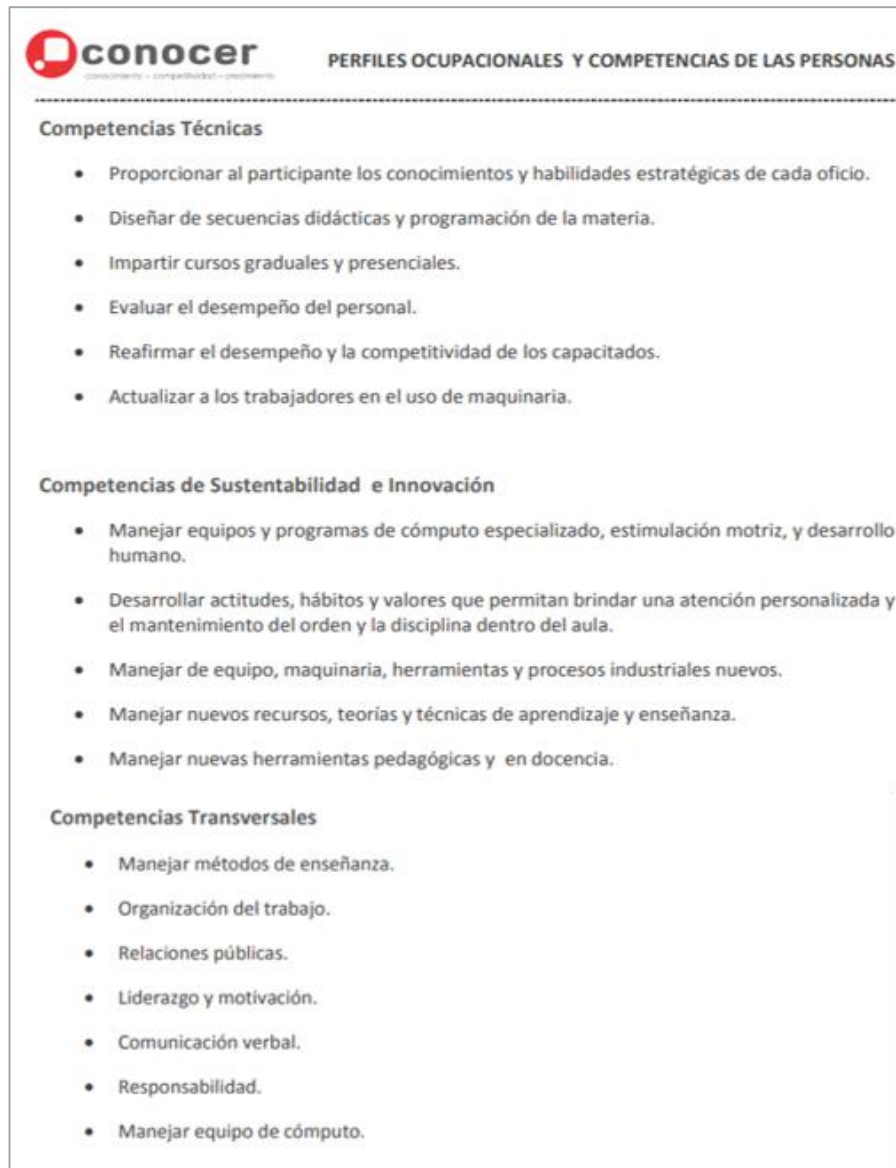 conocer
conocimiento - competitividad - crecimiento
PERFILES OCUPACIONALES Y COMPETENCIAS DE LAS PERSONAS
Competencias Técnicas
• Proporcionar al participante los conocimientos y habilidades estratégicas de cada oficio.
• Diseñar de secuencias didácticas y programación de la materia.
• Impartir cursos graduales y presenciales.
• Evaluar el desempeño del personal.
• Reafirmar el desempeño y la competitividad de los capacitados.
• Actualizar a los trabajadores en el uso de maquinaria.
Competencias de Sustentabilidad e Innovación
• Manejar equipos y programas de cómputo especializado, estimulación motriz, y desarrollo
humano.
• Desarrollar actitudes, hábitos y valores que permitan brindar una atención personalizada y
el mantenimiento del orden y la disciplina dentro del aula.
• Manejar de equipo, maquinaria, herramientas y procesos industriales nuevos.
• Manejar nuevos recursos, teorías y técnicas de aprendizaje y enseñanza.
• Manejar nuevas herramientas pedagógicas y en docencia.
Competencias Transversales
• Manejar métodos de enseñanza.
• Organización del trabajo.
• Relaciones públicas.
• Liderazgo y motivación.
• Comunicación verbal.
• Responsabilidad.
• Manejar equipo de cómputo.